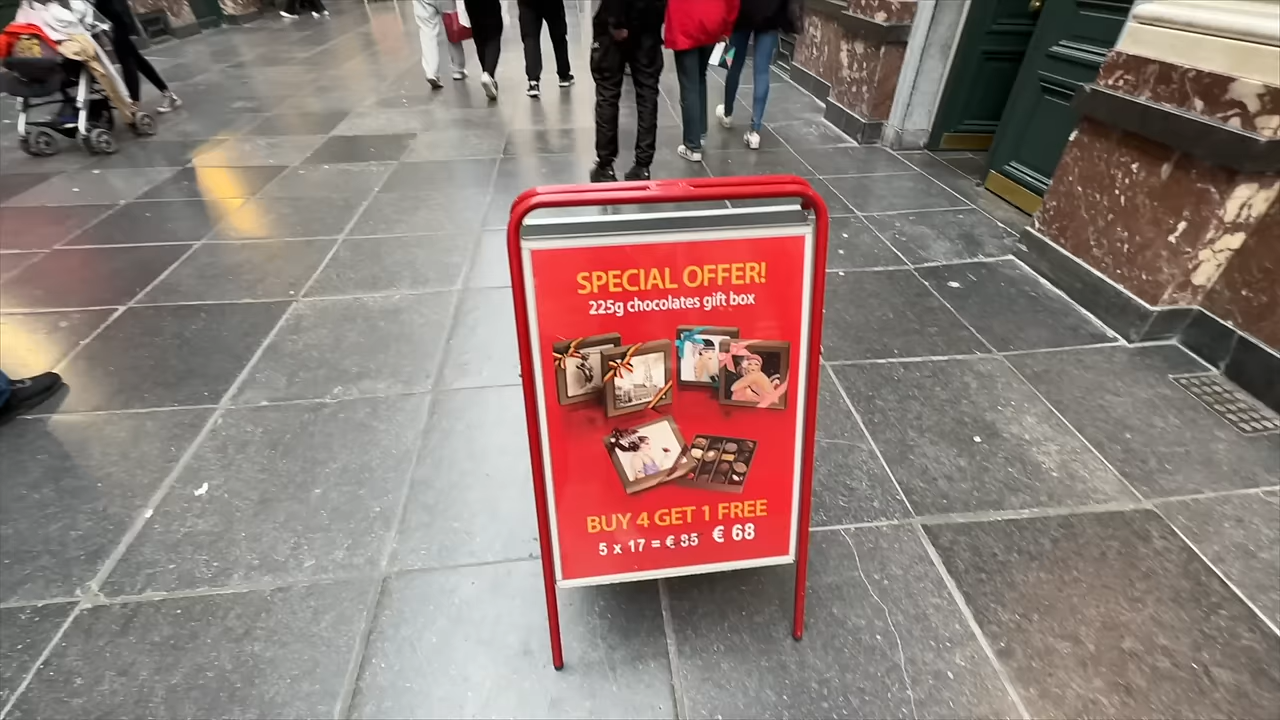 SPECIAL OFFER!
225g chocolates gift box
BUY 4 GET 1 FREE
5 x 17 = € 85 € 68